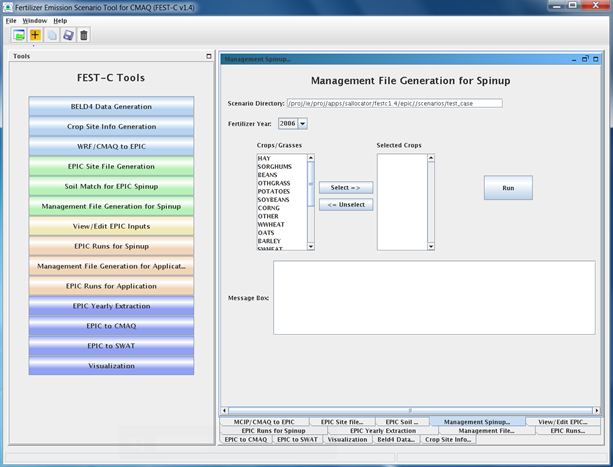 Fertilizer Emission Scenario Tool for CMAQ (FEST-C v1.4)
File Window Help
Tools
FEST-C Tools
BELD4 Data Generation
Crop Site Info Generation
WRF/CMAQ to EPIC
EPIC Site File Generation
Soil Match for EPIC Spinup
Management File Generation for Spinup
View/Edit EPIC Inputs
EPIC Runs for Spinup
Management File Generation for Applicat...
EPIC Runs for Application
EPIC Yearly Extraction
EPIC to CMAQ
EPIC to SWAT
Visualization
Management Spinup...
Management File Generation for Spinup
Scenario Directory: /proj/ie/proj/apps/sallocator/festc1.4/epic//scenarios/test_case
Fertilizer Year: 2006
Crops/Grasses
HAY
SORGHUMS
BEANS
OTHGRASS
POTATOES
SOYBEANS
CORNG
OTHER
WWHEAT
OATS
BARLEY
SWHEAT
Select =>
<= Unselect
Selected Crops
Run
Message Box:
MCIP/CMAQ to EPIC EPIC Site file... EPIC Soil ... Management Spinup... View/Edit EPIC...
EPIC Runs for Spinup EPIC Yearly Extraction Management File... EPIC Runs...
EPIC to CMAQ EPIC to SWAT Visualization Beld4 Data... Crop Site Info...